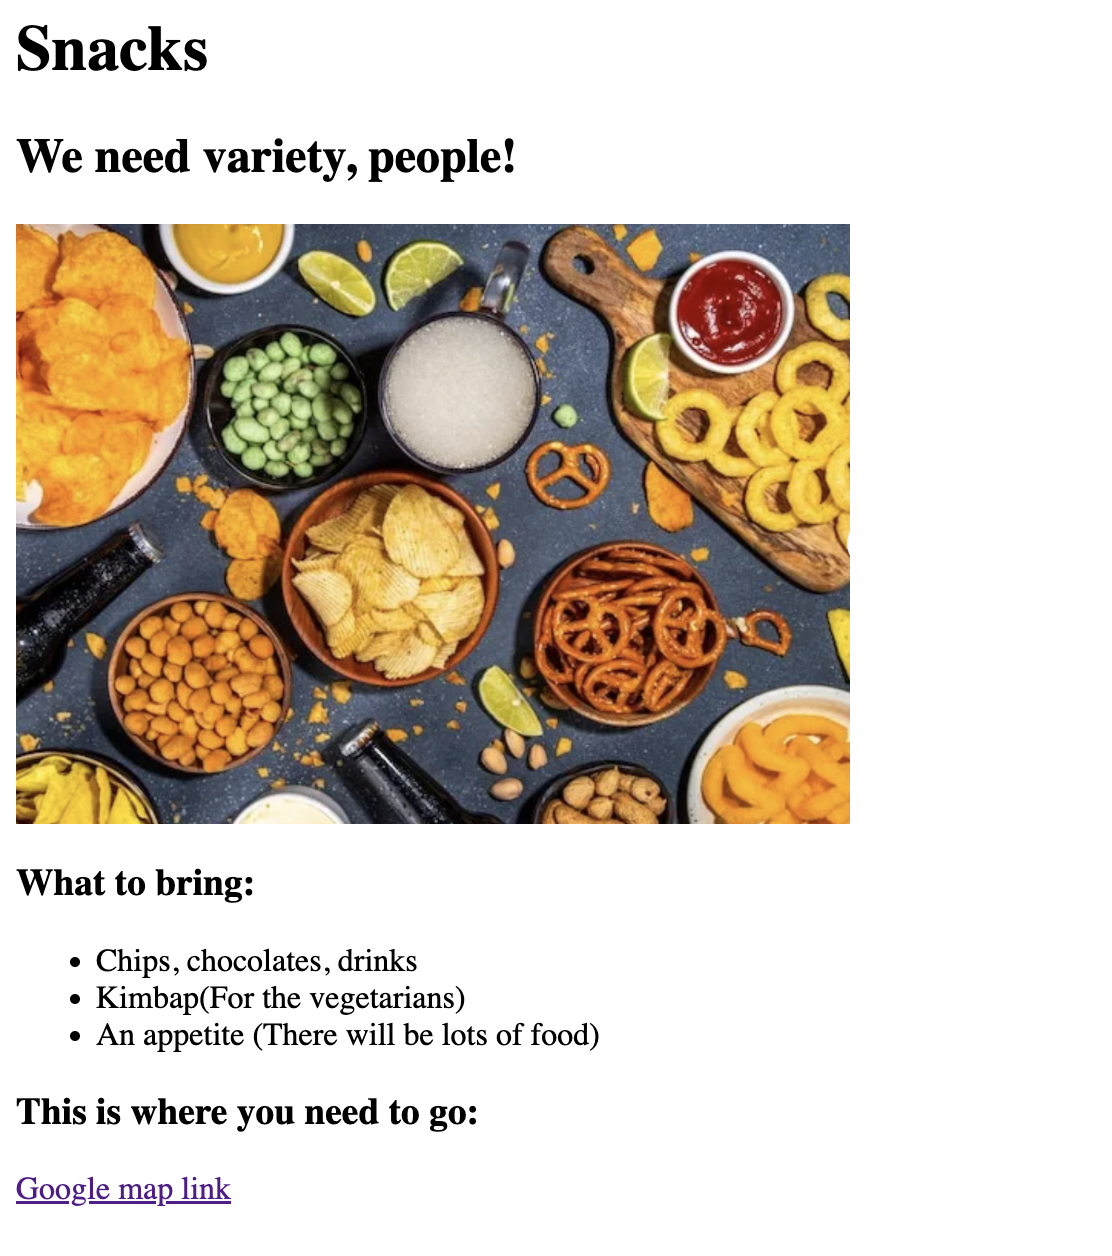 Snacks
We need variety, people!
What to bring:
Chips, chocolates, drinks
Kimbap(For the vegetarians)
An appetite (There will be lots of food)
This is where you need to go:
Google map link